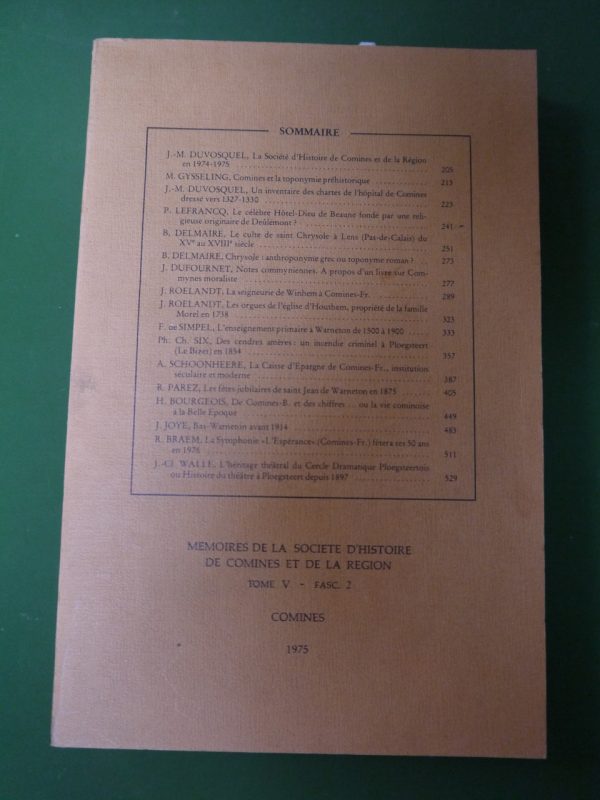 SOMMAIRE
J.-M. DUVOSQUEL, La Société d'Histoire de Comines et de la Région
en 1974-1975 205
M. GYSSELING, Comines et la toponymie préhistorique 213
J.-M. DUVOSQUEL, Un inventaire des chartes de l'hôpital de Comines
dressé vers 1327-1330 223
P. LEFRANCQ, Le célèbre Hôtel-Dieu de Beaune fondé par une reli-
gieuse originaire de Deûlémont ? 241
B. DELMAIRE, Le culte de saint Chrysole à Lens (Pas-de-Calais) du
XVe au XVIIIe siècle 251
B. DELMAIRE, Chrysole : anthroponyme grec ou toponyme roman ? 273
J. DUFOURNET, Notes commyniennes. A propos d'un livre sur Com-
mynes moraliste 277
J. ROELANDT, La seigneurie de Winhem à Comines-Fr. 289
J. ROELANDT, Les orgues de l'église d'Houthem, propriété de la famille
Morel en 1738 323
F. DE SIMPEL, L'enseignement primaire à Warneton de 1500 à 1900 333
Ph. Ch. SIX, Des cendres amères : un incendie criminel à Ploegsteert
(Le Bizet) en 1854 357
A. SCHOONHEERE, La Caisse d'Epargne de Comines-Fr., institution
séculaire et moderne 387
R. PAREZ, Les fêtes jubilaires de saint Jean de Warneton en 1875 405
H. BOURGEOIS, De Comines-B. et des chiffres ... ou la vie cominoise
à la Belle Epoque 449
J. JOYE, Bas-Warneton avant 1914 483
R. BRAEM, La Symphonie «L'Espérance» (Comines-Fr.) fêtera ses 50 ans
en 1976 511
J.-Cl. WALLE, L'héritage théâtral du Cercle Dramatique Ploegsteertois
ou Histoire du théâtre à Ploegsteert depuis 1897 529
MEMOIRES DE LA SOCIETE D'HISTOIRE
DE COMINES ET DE LA REGION
TOME V - FASC. 2
COMINES
1975